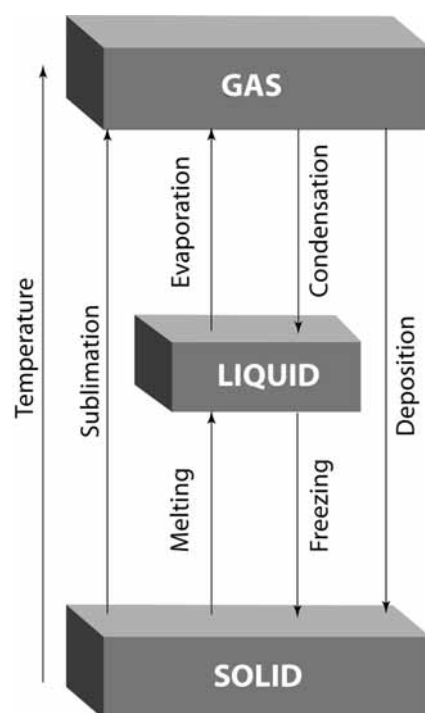 GAS
Temperature
Sublimation
Evaporation
Condensation
Deposition
LIQUID
Melting
Freezing
SOLID